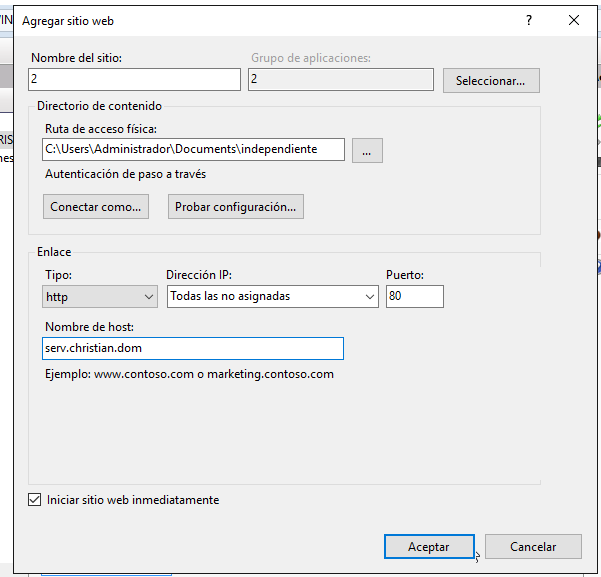 Agregar sitio web
Nombre del sitio:
Grupo de aplicaciones:
2
2
Seleccionar...
Directorio de contenido
Ruta de acceso física:
C:\Users\Administrador\Documents\independiente
...
Autenticación de paso a través
Conectar como...
Probar configuración...
Enlace
Tipo:
Dirección IP:
Puerto:
http
Todas las no asignadas
80
Nombre de host:
serv.christian.dom
Ejemplo: www.contoso.com o marketing.contoso.com
Iniciar sitio web inmediatamente
Aceptar
Cancelar